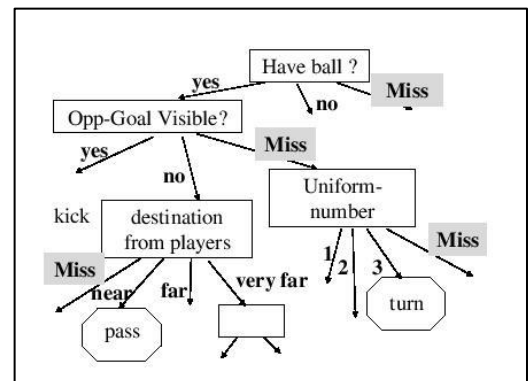 Have ball ?
yes
no
Miss
Opp-Goal Visible?
yes
no
Miss
kick
destination
from players
Uniform-
number
Miss
near
far
very far
1
2
3
Miss
pass
turn